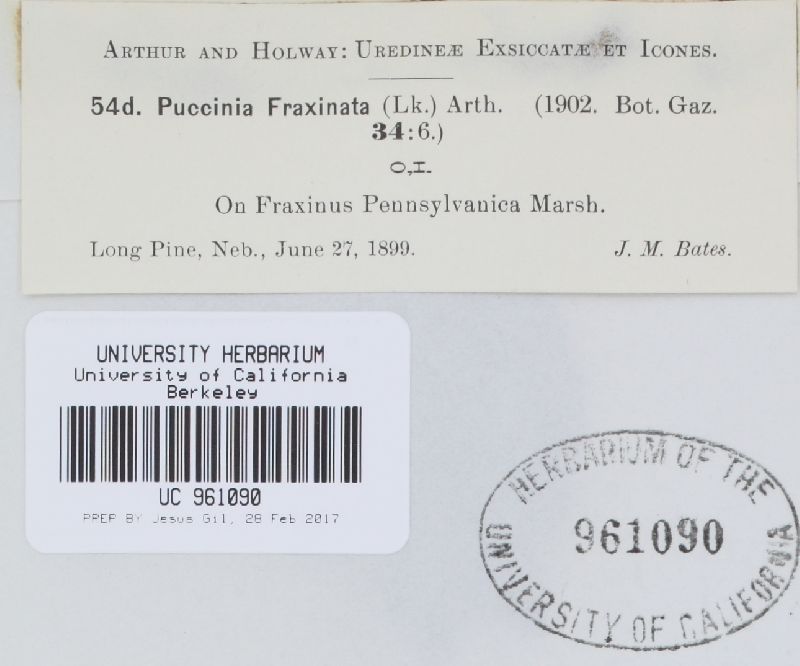 ARTHUR AND HOLWAY: UREDINEÆ EXSICCATÆ ET ICONES.
54d. Puccinia Fraxinata (Lk.) Arth. (1902. Bot. Gaz.
34:6.)
O,I.
On Fraxinus Pennsylvanica Marsh.
Long Pine, Neb., June 27, 1899. J. M. Bates.
UNIVERSITY HERBARIUM
University of California
Berkeley
UC 961090
PREP BY Jesus Gil, 28 Feb 2017
HERBARIUM OF THE
961090
UNIVERSITY OF CALIFORNIA